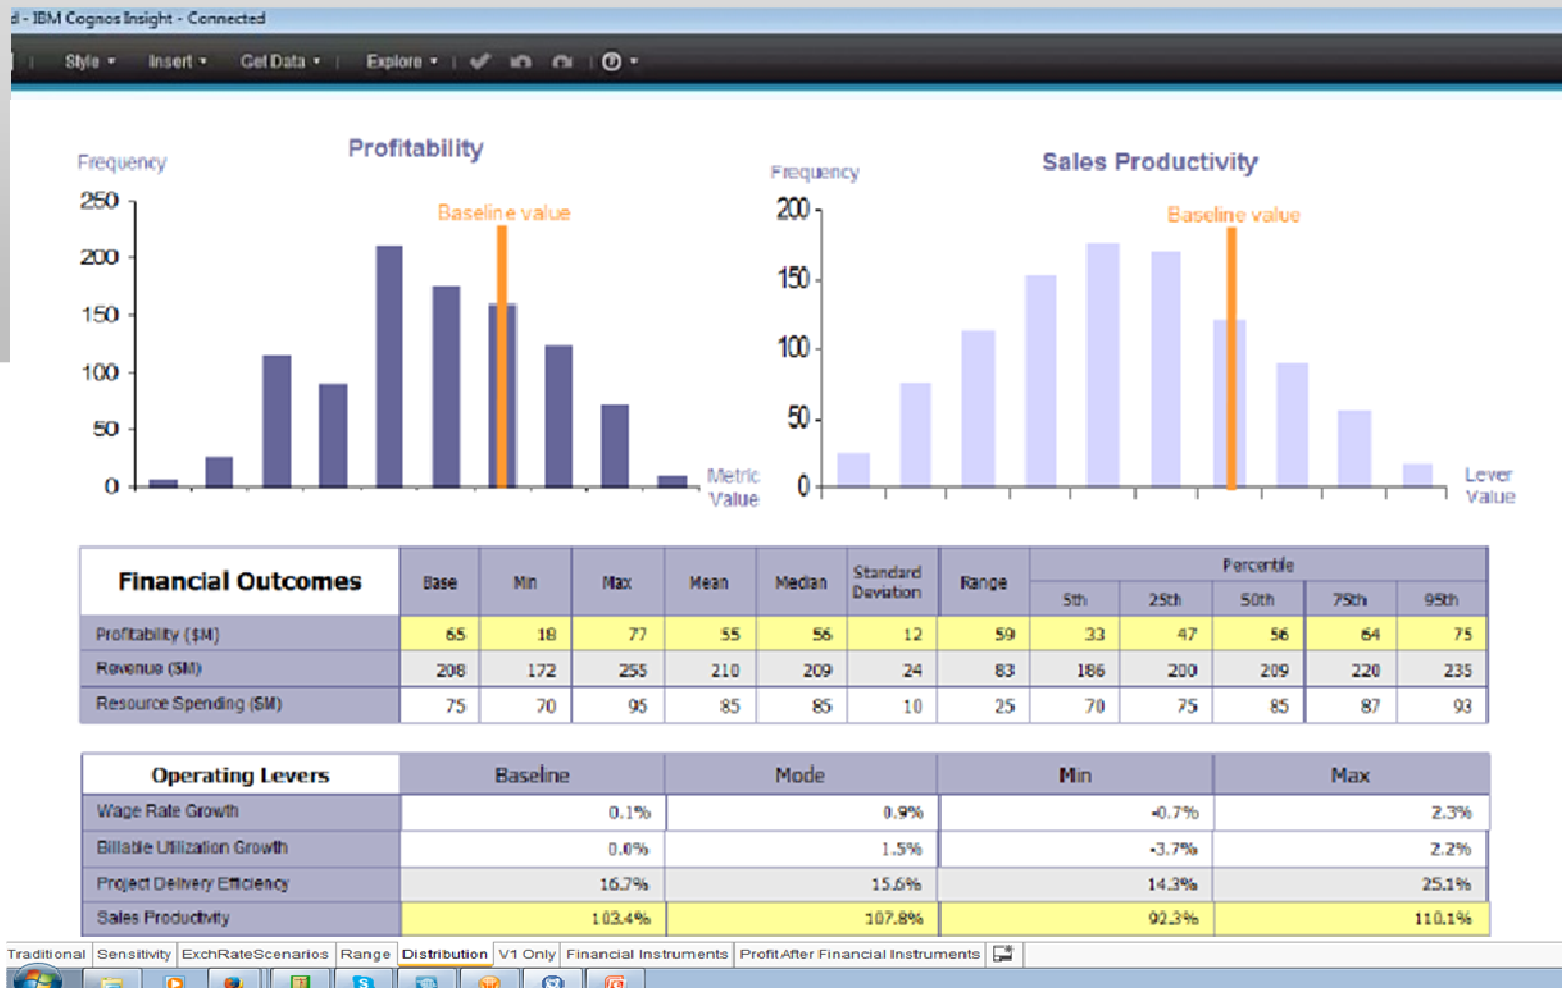 d - IBM Cognos Insight - Connected
Style Insert Get Data Explore
Profitability
Frequency
250
200
150
100
50
0
Baseline value
Metric
Value
Sales Productivity
Frequency
200
150
100
50
0
Baseline value
Lever
Value
Financial Outcomes Base Min Max Mean Median Standard Deviation Range Percentile
5th 25th 50th 75th 95th
Profitability ($M) 65 18 77 55 56 12 59 33 47 56 64 75
Revenue ($M) 208 172 255 210 209 24 83 186 200 209 220 235
Resource Spending ($M) 75 70 95 85 85 10 25 70 75 85 87 93
Operating Levers Baseline Mode Min Max
Wage Rate Growth 0.1% 0.9% -0.7% 2.3%
Billable Utilization Growth 0.0% 1.5% -3.7% 2.2%
Project Delivery Efficiency 16.7% 15.6% 14.3% 25.1%
Sales Productivity 103.4% 107.8% 92.3% 110.1%
Traditional Sensitivity ExchRateScenarios Range Distribution V1 Only Financial Instruments ProfitAfter Financial Instruments